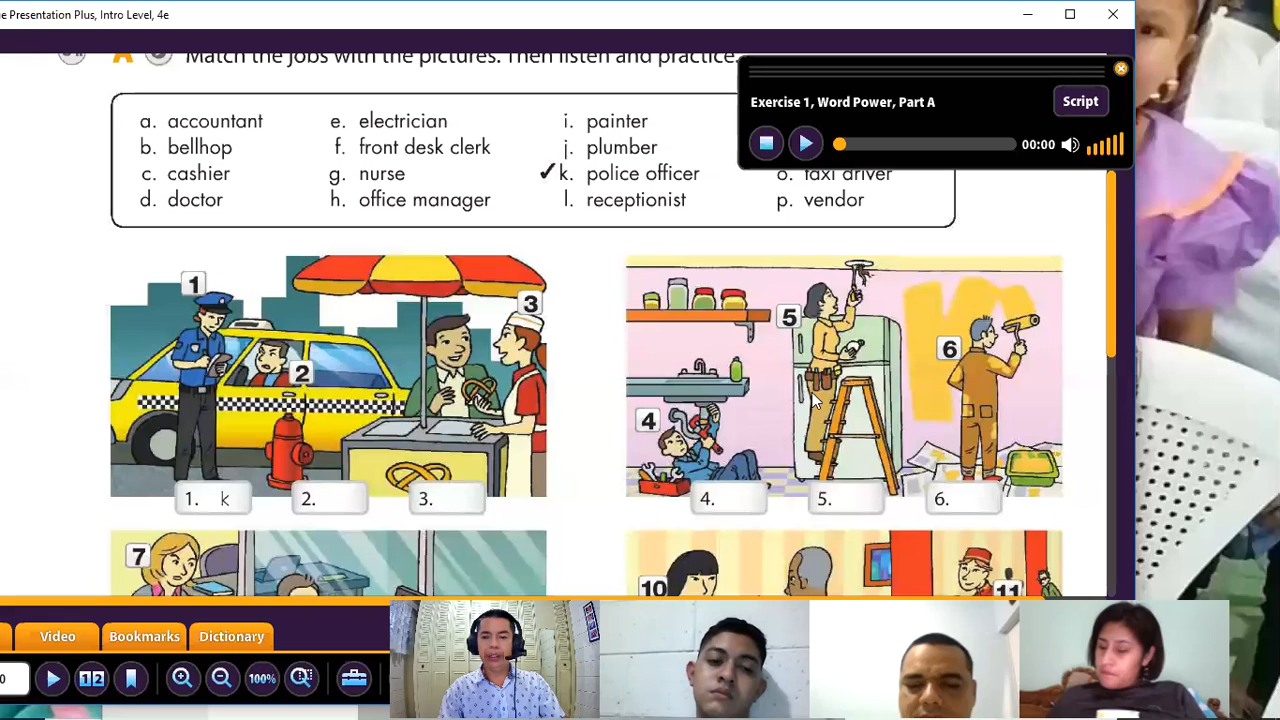 e Presentation Plus, Intro Level, 4e
A Match the jobs with the pictures. Then listen and practice.
a. accountant
b. bellhop
c. cashier
d. doctor
e. electrician
f. front desk clerk
g. nurse
h. office manager
i. painter
j. plumber
✓k. police officer
l. receptionist
o. taxi driver
p. vendor
Exercise 1, Word Power, Part A
Script
00:00
1
2
3
1. k
2.
3.
4
5
6
4.
5.
6.
7
10
11
Video
Bookmarks
Dictionary
0
12
100%